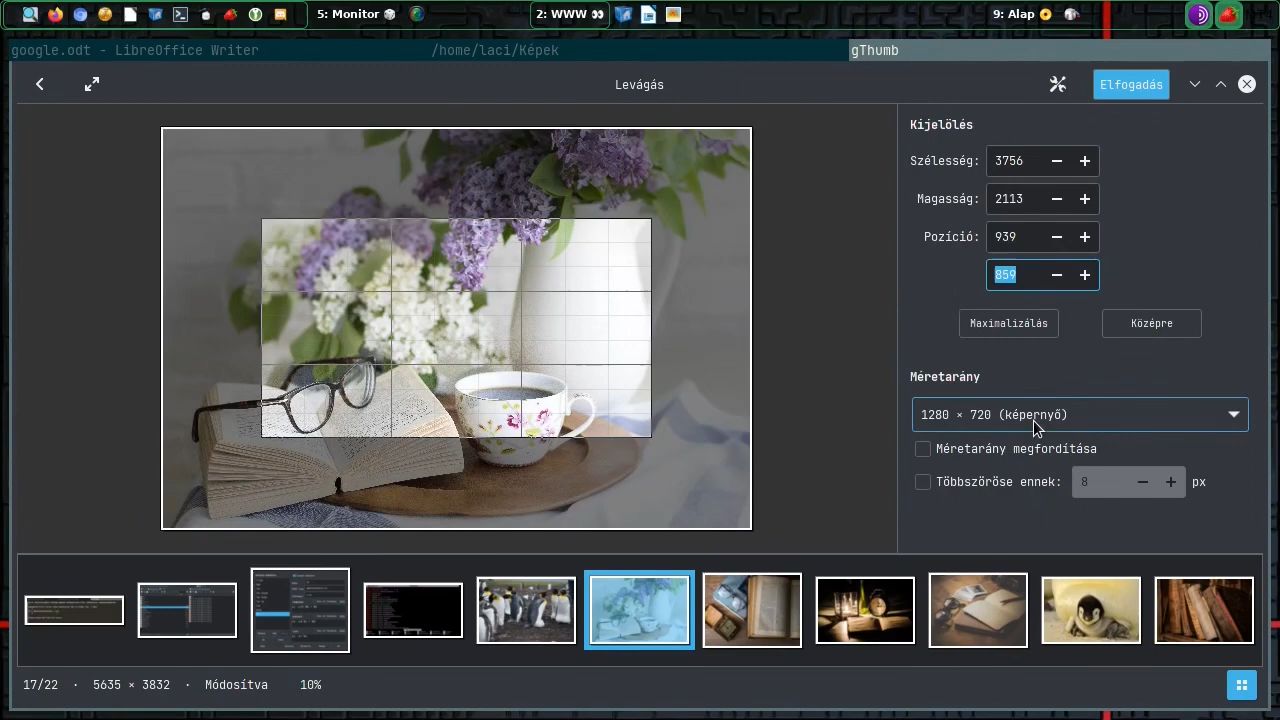 5: Monitor
2: WWW
9: Alap
google.odt - LibreOffice Writer
/home/laci/Képek
gThumb
Levágás
Elfogadás
Kijelölés
Szélesség: 3756
Magasság: 2113
Pozíció: 939
859
Maximalizálás
Középre
Méretarány
1280 × 720 (képernyő)
Méretarány megfordítása
Többszöröse ennek: 8 px
17/22 · 5635 × 3832 · Módosítva 10%